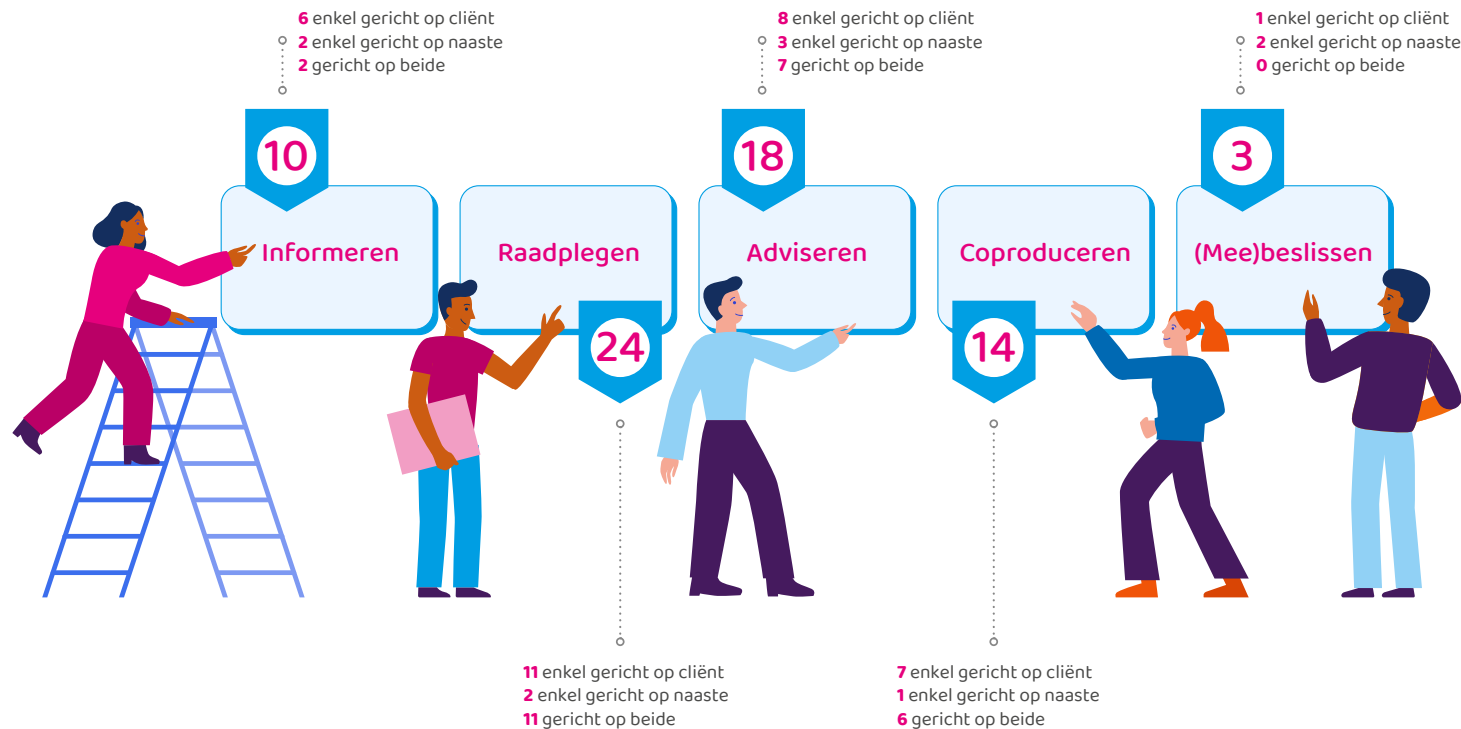 6 enkel gericht op cliënt
2 enkel gericht op naaste
2 gericht op beide
8 enkel gericht op cliënt
3 enkel gericht op naaste
7 gericht op beide
1 enkel gericht op cliënt
2 enkel gericht op naaste
0 gericht op beide
10
18
3
Informeren
Raadplegen
Adviseren
Coproduceren
(Mee)beslissen
24
14
11 enkel gericht op cliënt
2 enkel gericht op naaste
11 gericht op beide
7 enkel gericht op cliënt
1 enkel gericht op naaste
6 gericht op beide